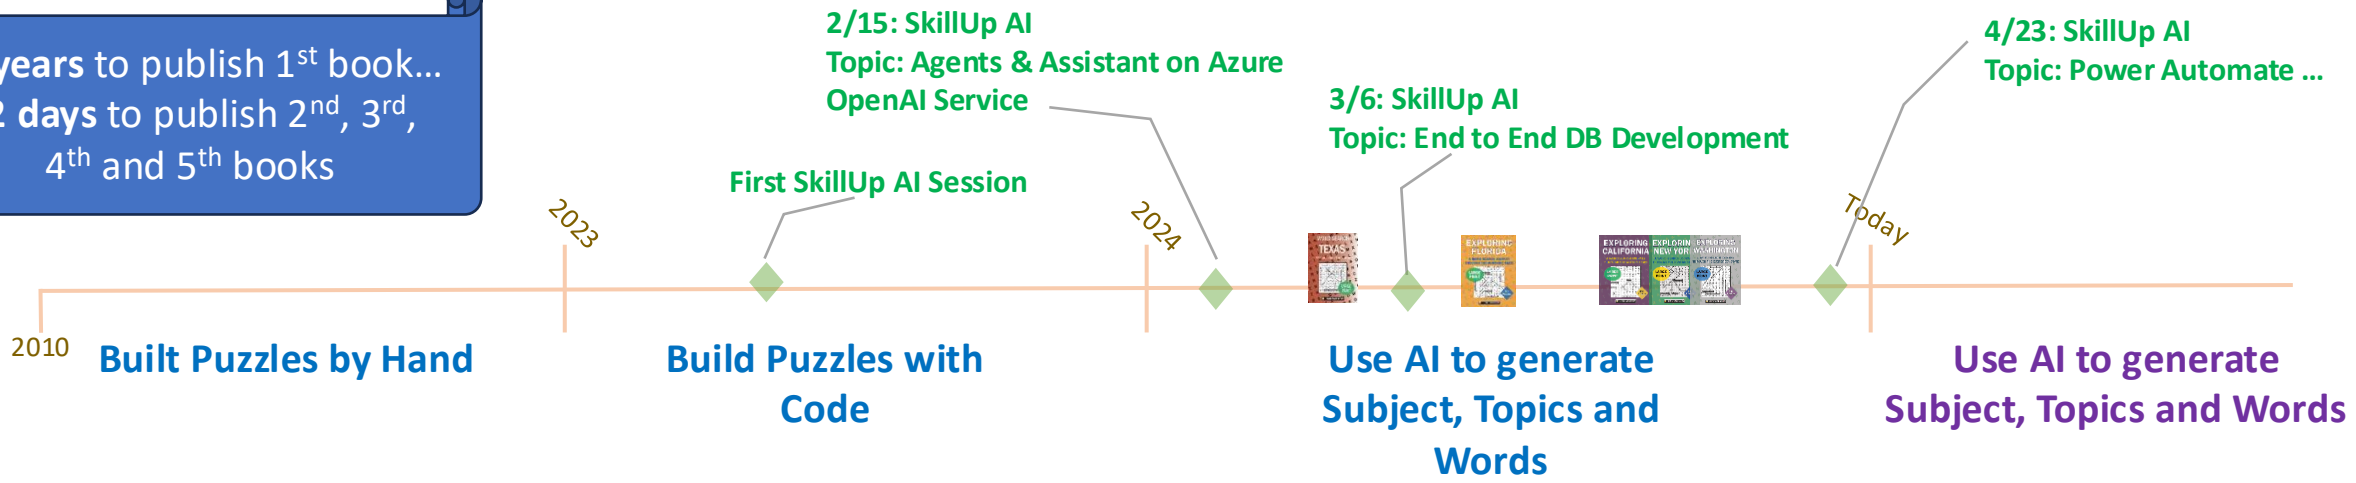 years to publish 1st book…
2 days to publish 2nd, 3rd,
4th and 5th books
2/15: SkillUp AI
Topic: Agents & Assistant on Azure
OpenAI Service
First SkillUp AI Session
3/6: SkillUp AI
Topic: End to End DB Development
4/23: SkillUp AI
Topic: Power Automate …
2010
2023
2024
Today
TEXAS
EXPLORING
FLORIDA
EXPLORING
CALIFORNIA
EXPLORIN
NEW YOR
EXPLORING
WASHINGTON
Built Puzzles by Hand
Build Puzzles with
Code
Use AI to generate
Subject, Topics and
Words
Use AI to generate
Subject, Topics and Words